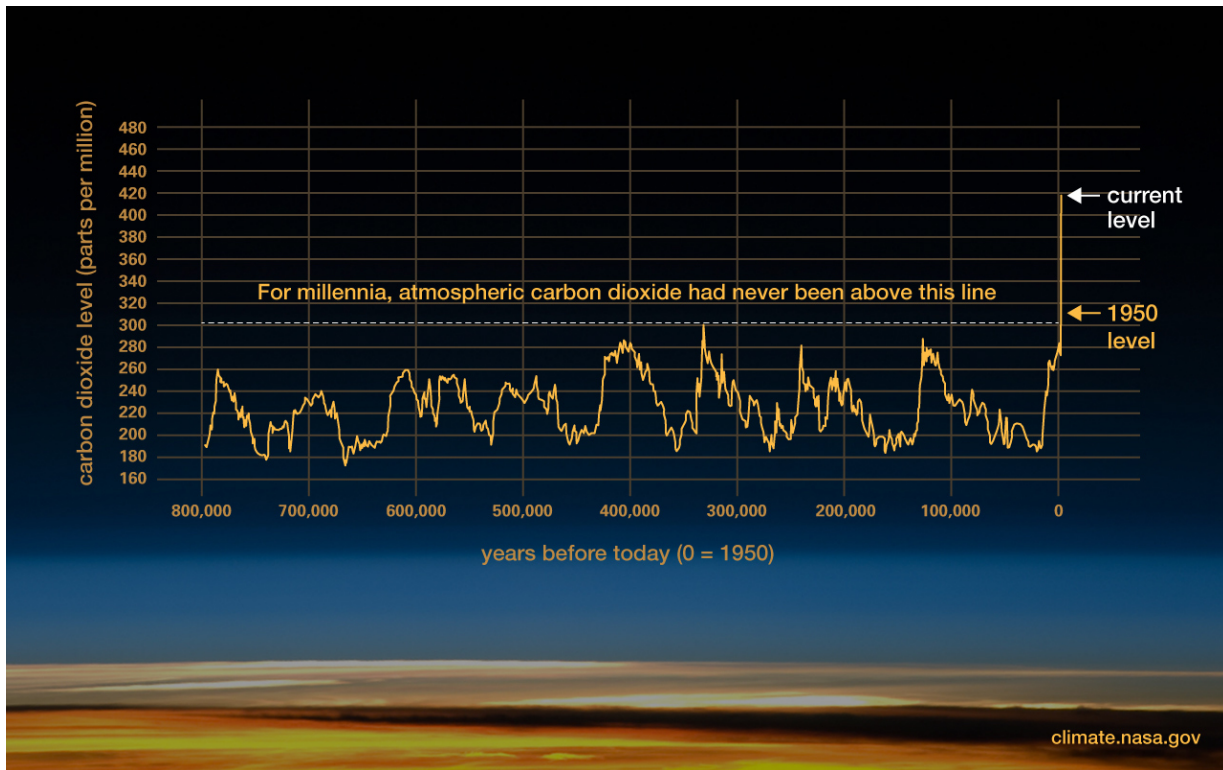 carbon dioxide level (parts per million)
480
460
440
420
400
380
360
340
320
300
280
260
240
220
200
180
160
current
level
For millennia, atmospheric carbon dioxide had never been above this line
1950
level
800,000 700,000 600,000 500,000 400,000 300,000 200,000 100,000 0
years before today (0 = 1950)
climate.nasa.gov